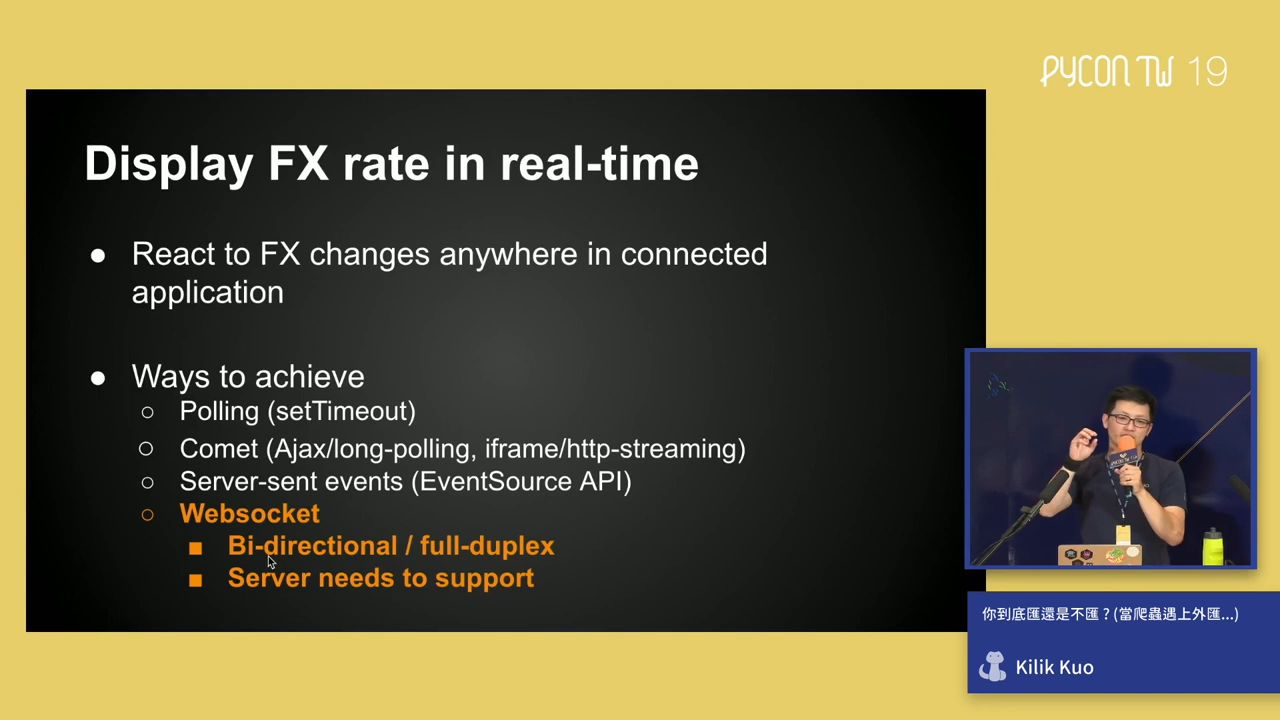 PYCON TW 19
Display FX rate in real-time
● React to FX changes anywhere in connected
application
● Ways to achieve
○ Polling (setTimeout)
○ Comet (Ajax/long-polling, iframe/http-streaming)
○ Server-sent events (EventSource API)
○ Websocket
■ Bi-directional / full-duplex
■ Server needs to support
你到底匯還是不匯？(當爬蟲遇上外匯...)
Kilik Kuo